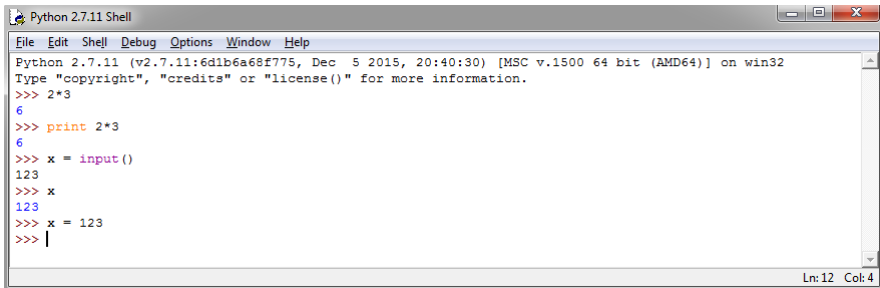 Python 2.7.11 Shell
File Edit Shell Debug Options Window Help
Python 2.7.11 (v2.7.11:6d1b6a68f775, Dec  5 2015, 20:40:30) [MSC v.1500 64 bit (AMD64)] on win32
Type "copyright", "credits" or "license()" for more information.
>>> 2*3
6
>>> print 2*3
6
>>> x = input()
123
>>> x
123
>>> x = 123
>>>
Ln: 12 Col: 4